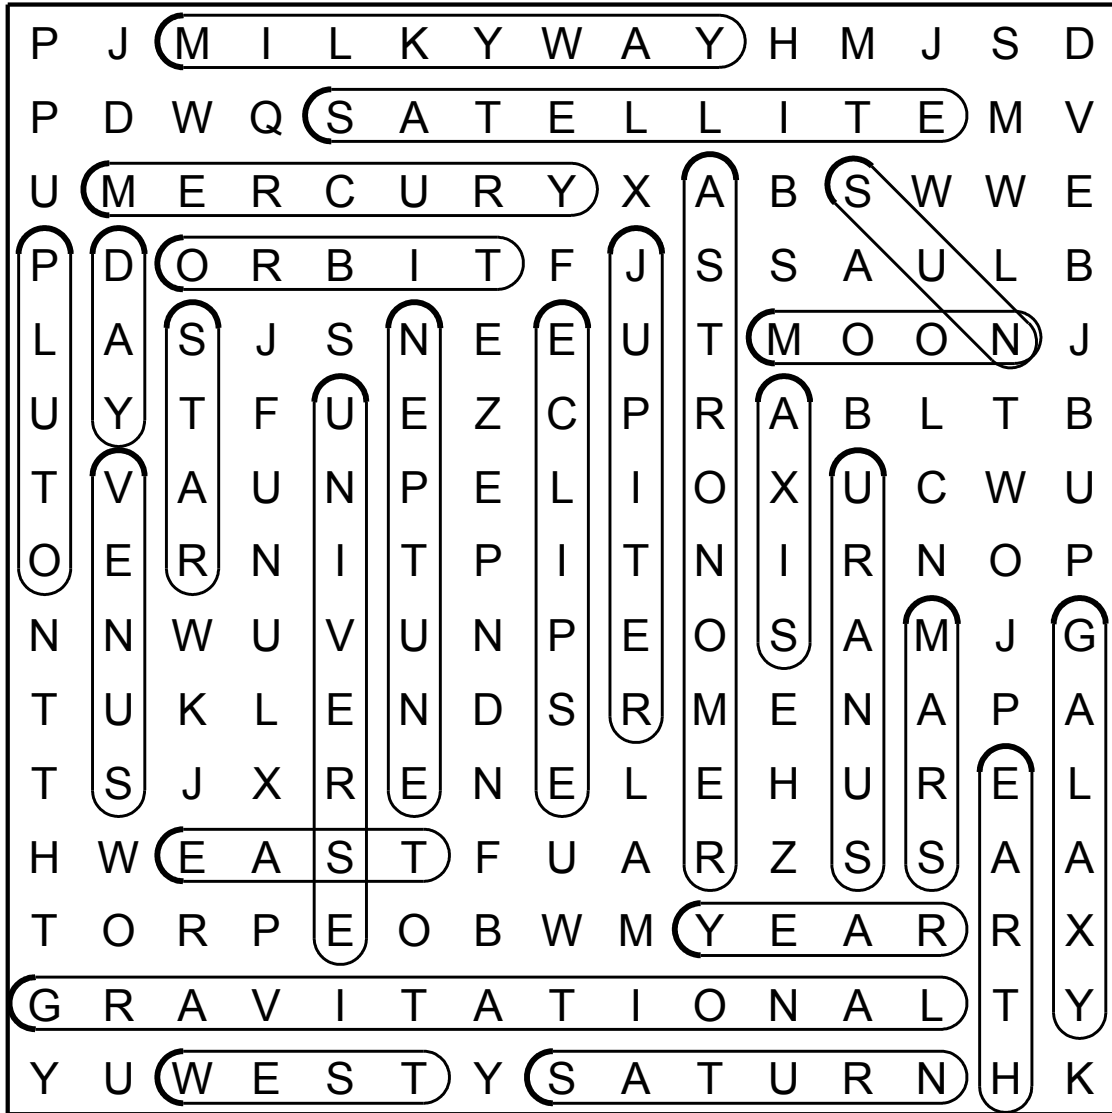 P J M I L K Y W A Y H M J S D
P D W Q S A T E L L I T E M V
U M E R C U R Y X A B S W W E
P D O R B I T F J S S A U L B
L A S J S N E E U T M O O N J
U Y T F U E Z C P R A B L T B
T V A U N P E L I O X U C W U
O E R N I T P I T N I R N O P
N N W U V U N P E O S A M J G
T U K L E N D S R M E N A P A
T S J X R E N E L E H U R E L
H W E A S T F U A R Z S S A A
T O R P E O B W M Y E A R R X
G R A V I T A T I O N A L T Y
Y U W E S T Y S A T U R N H K